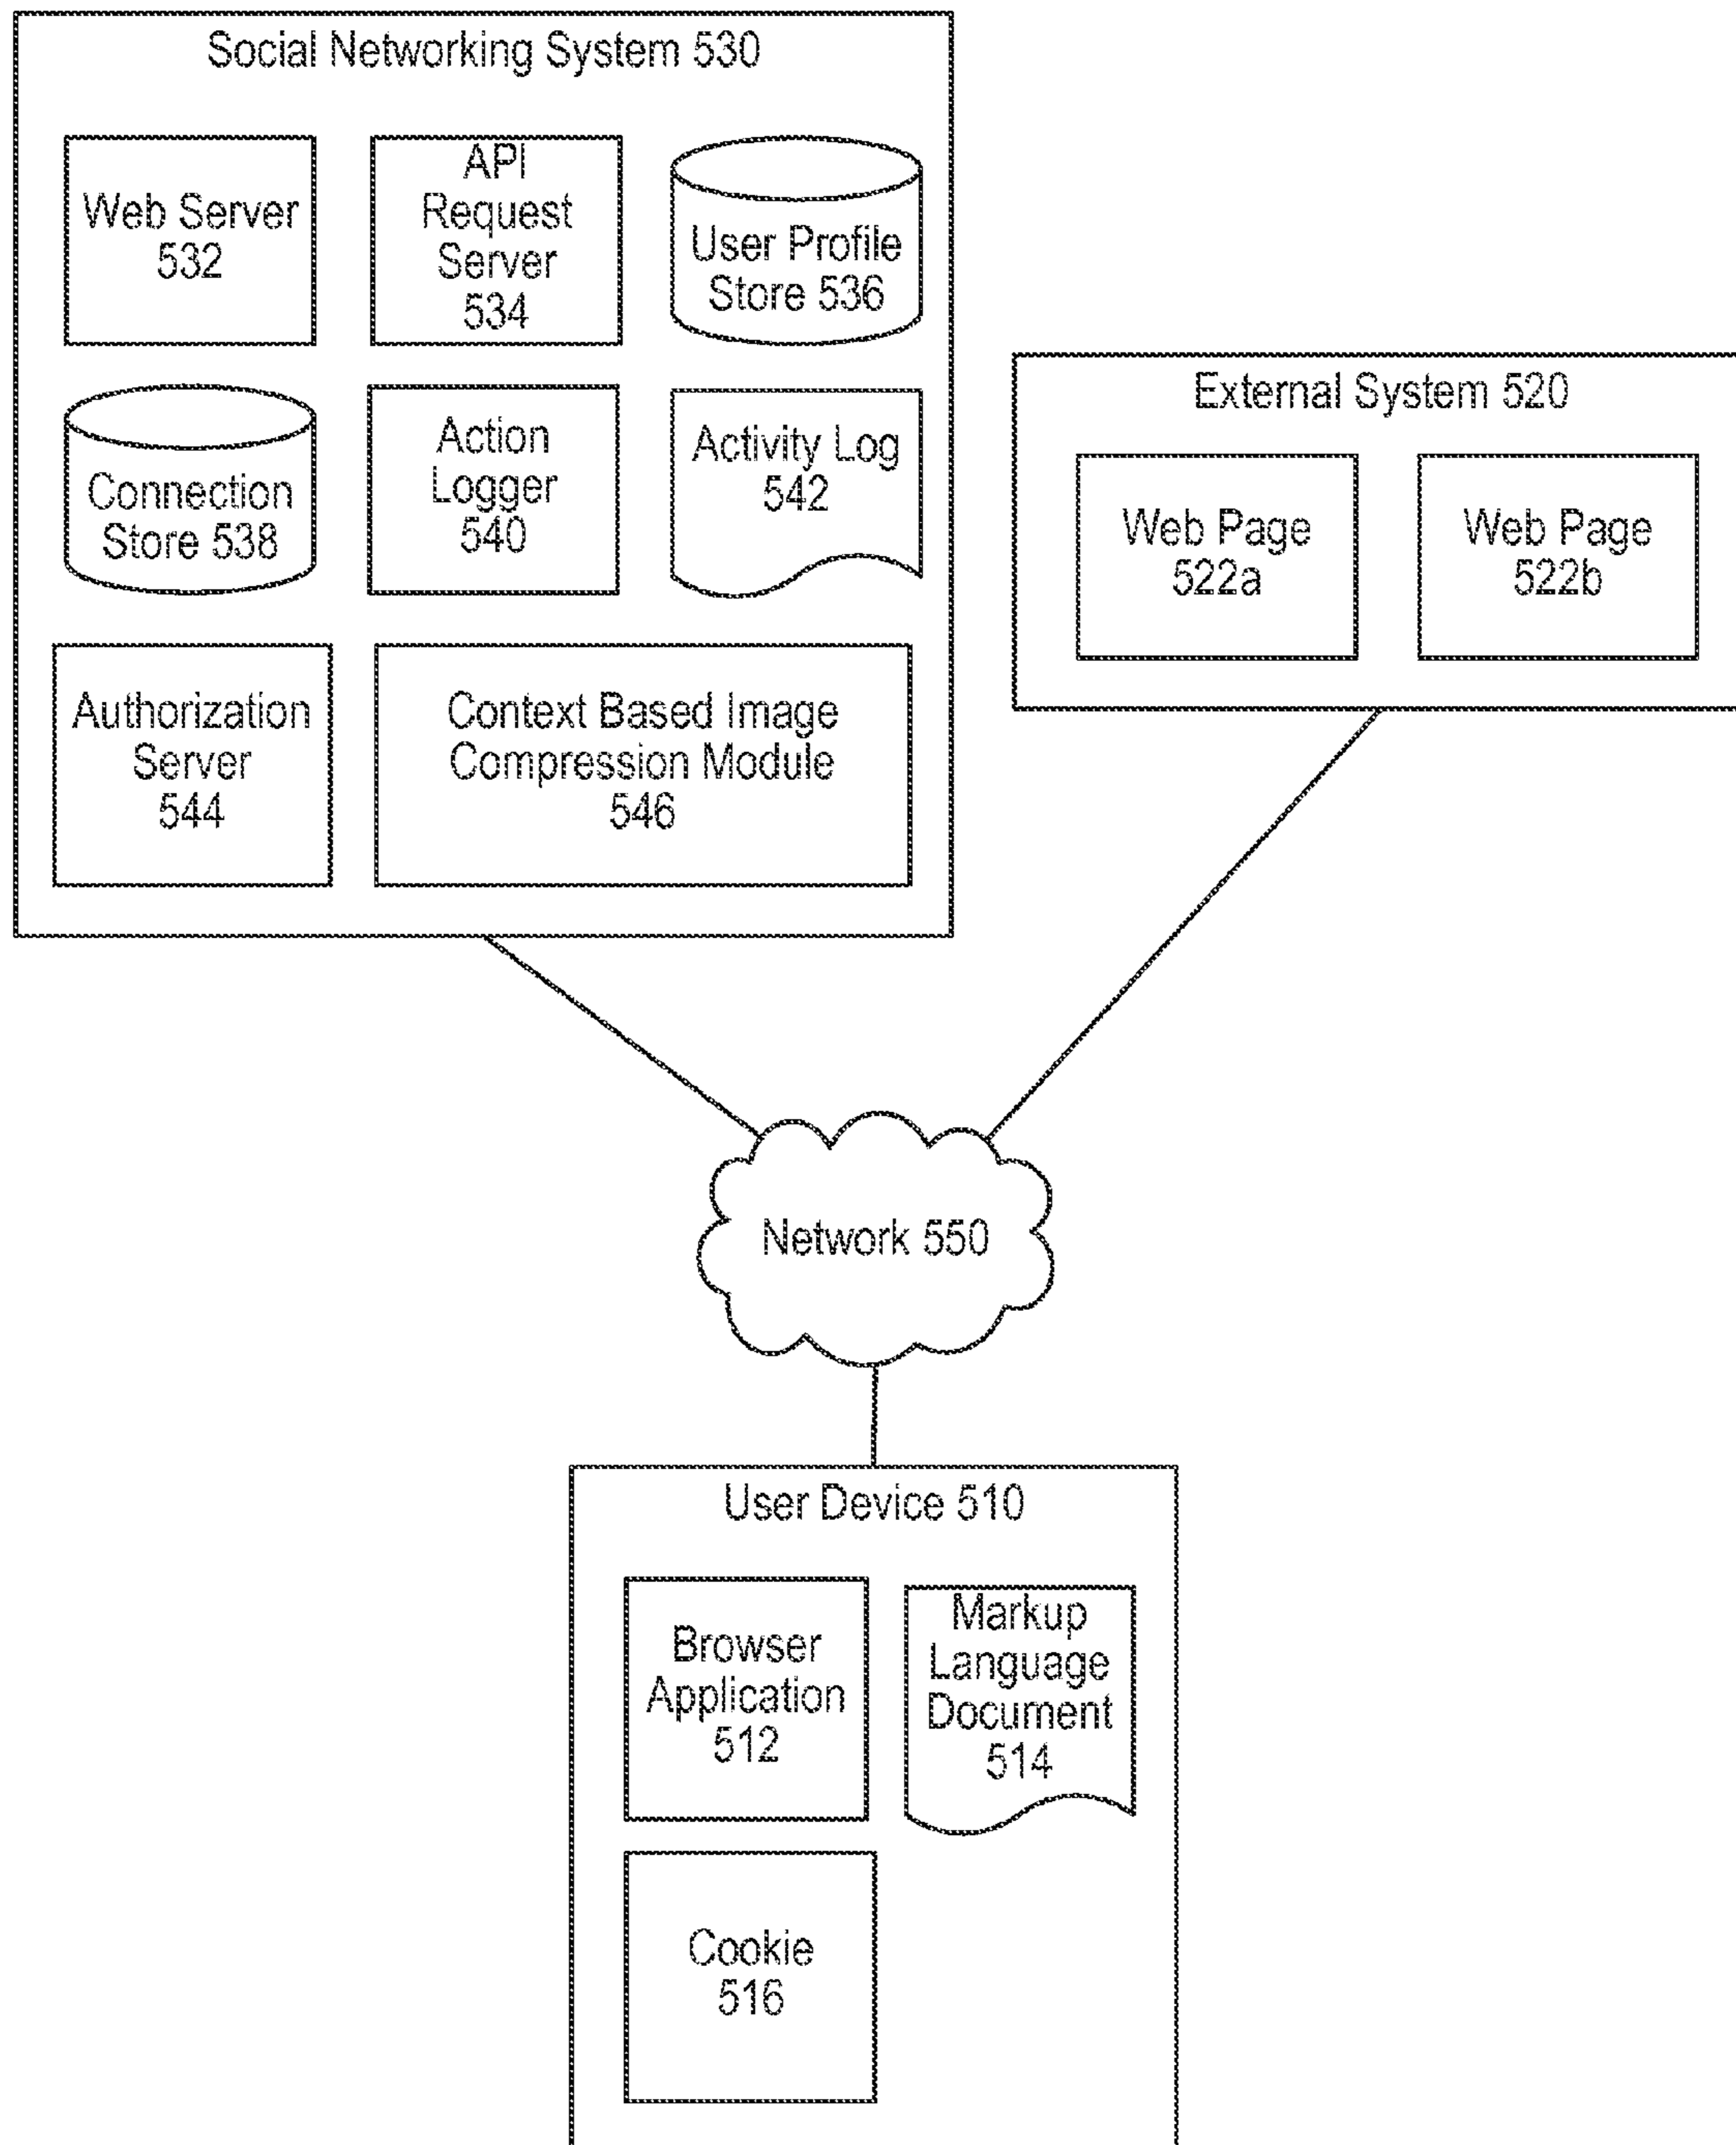 Social Networking System 530
Web Server
532
API
Request
Server
534
User Profile
Store 536
Connection
Store 538
Action
Logger
540
Activity Log
542
Authorization
Server
544
Context Based Image
Compression Module
546
External System 520
Web Page
522a
Web Page
522b
Network 550
User Device 510
Browser
Application
512
Markup
Language
Document
514
Cookie
516